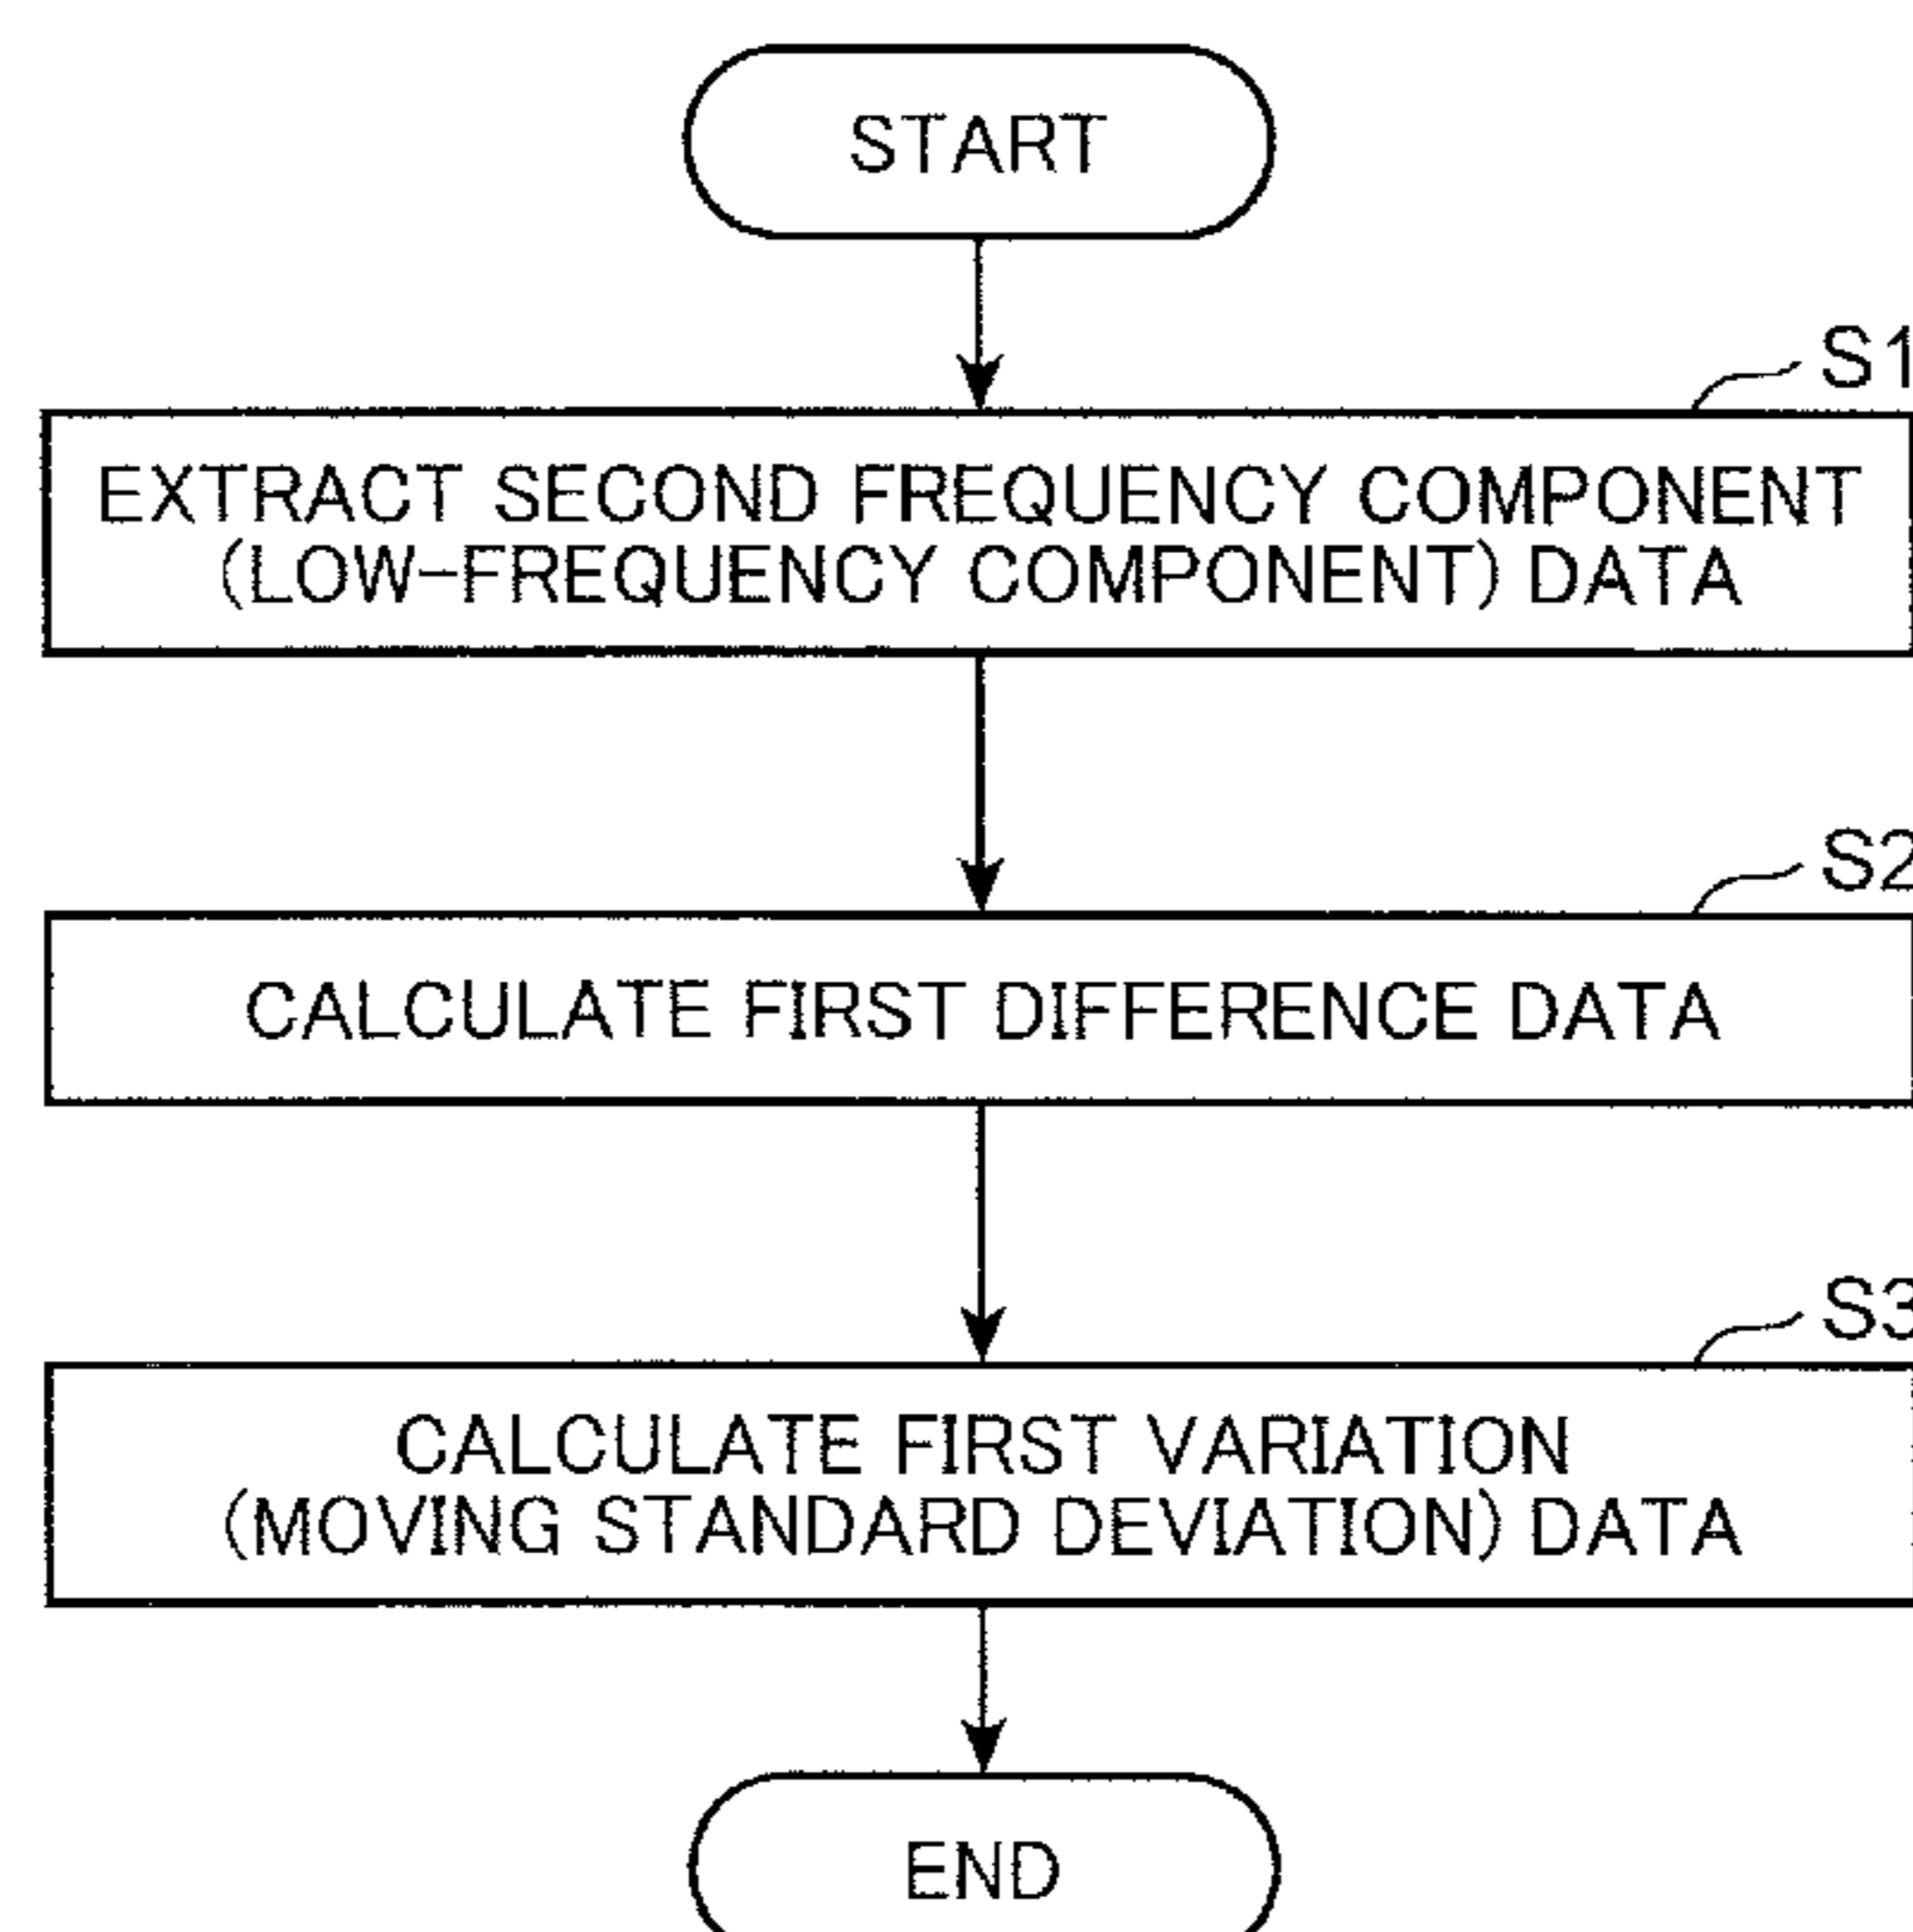 START
S1
EXTRACT SECOND FREQUENCY COMPONENT
(LOW-FREQUENCY COMPONENT) DATA
S2
CALCULATE FIRST DIFFERENCE DATA
S3
CALCULATE FIRST VARIATION
(MOVING STANDARD DEVIATION) DATA
END